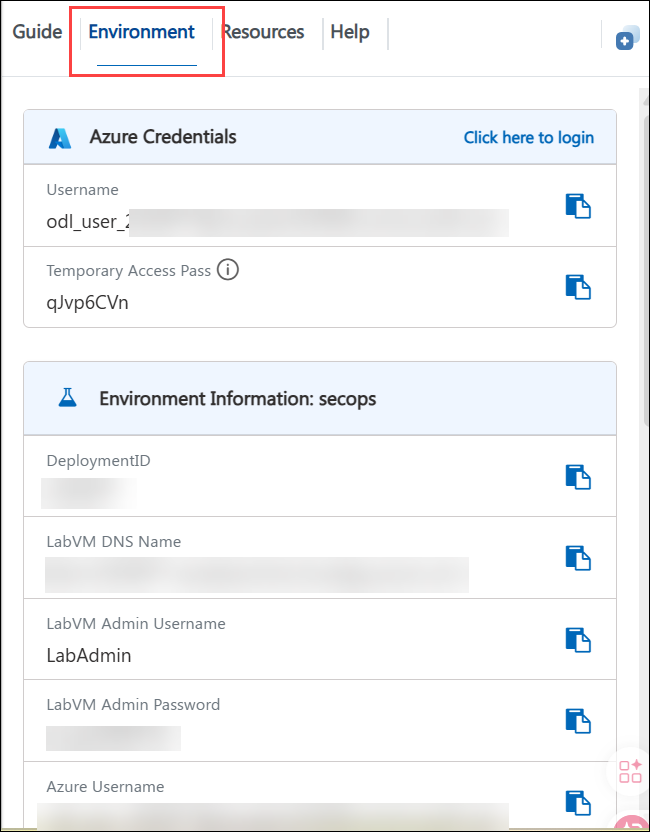 Guide Environment Resources Help
Azure Credentials Click here to login
Username
odl_user_2
Temporary Access Pass
qJvp6CVn
Environment Information: secops
DeploymentID
LabVM DNS Name
LabVM Admin Username
LabAdmin
LabVM Admin Password
Azure Username